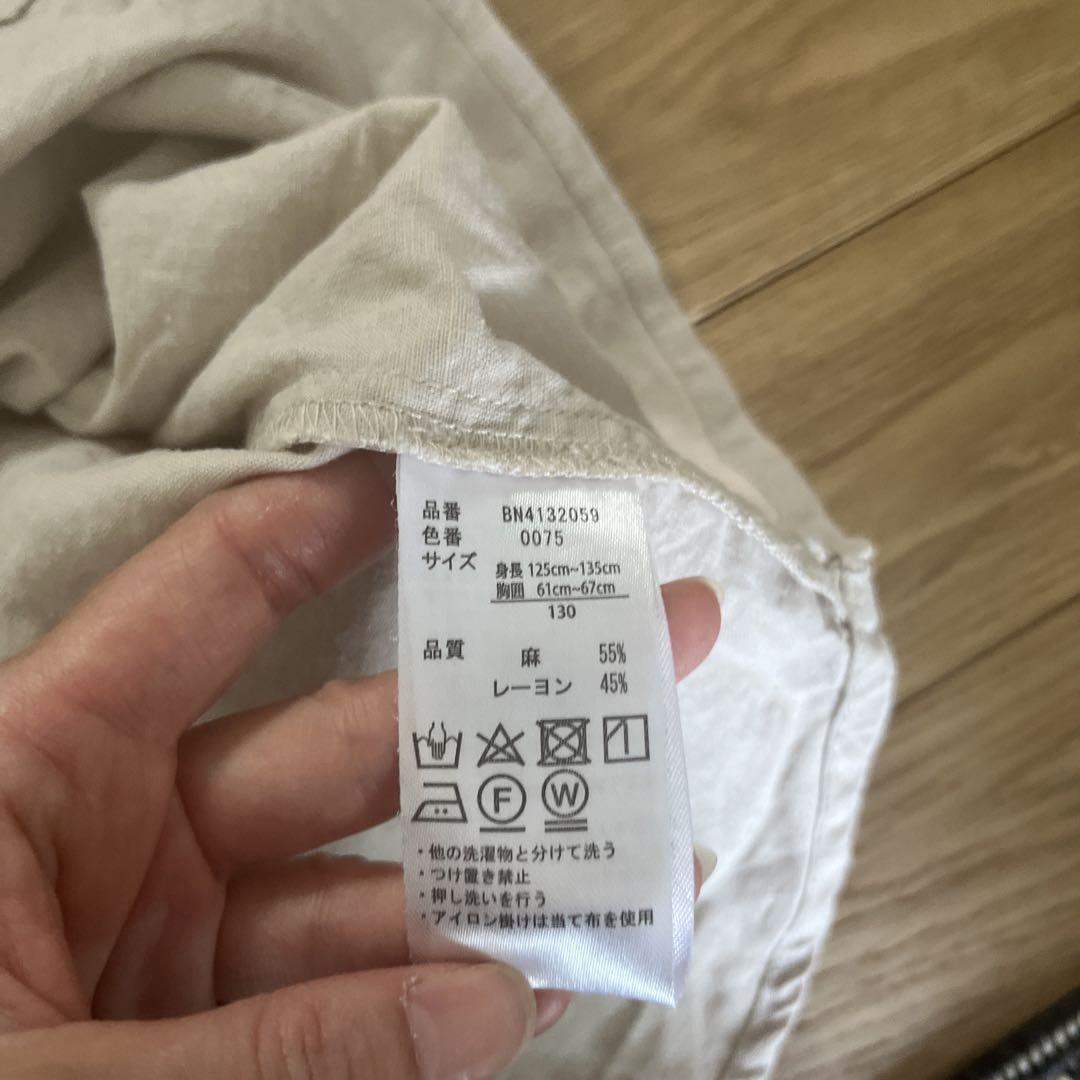 品番 BN4132059
色番 0075
サイズ
身長 125cm~135cm
胸囲 61cm~67cm
130
品質 麻 55%
レーヨン 45%
F W
・他の洗濯物と分けて洗う
・つけ置き禁止
・押し洗いを行う
・アイロン掛けは当て布を使用